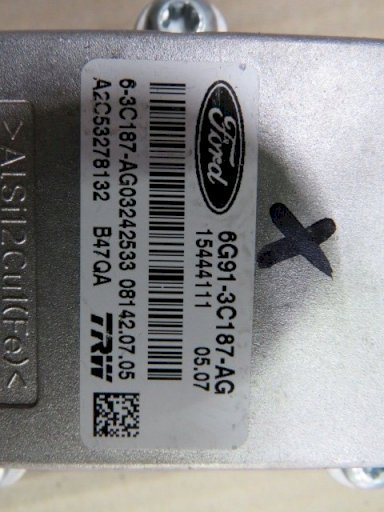 Ford
6G91-3C187-AG
15444111 05.07
6-3C187-AG03242533 08142.07.05
A2C53278132 B47QA
TRW
>AlSi12Cu1(Fe)<